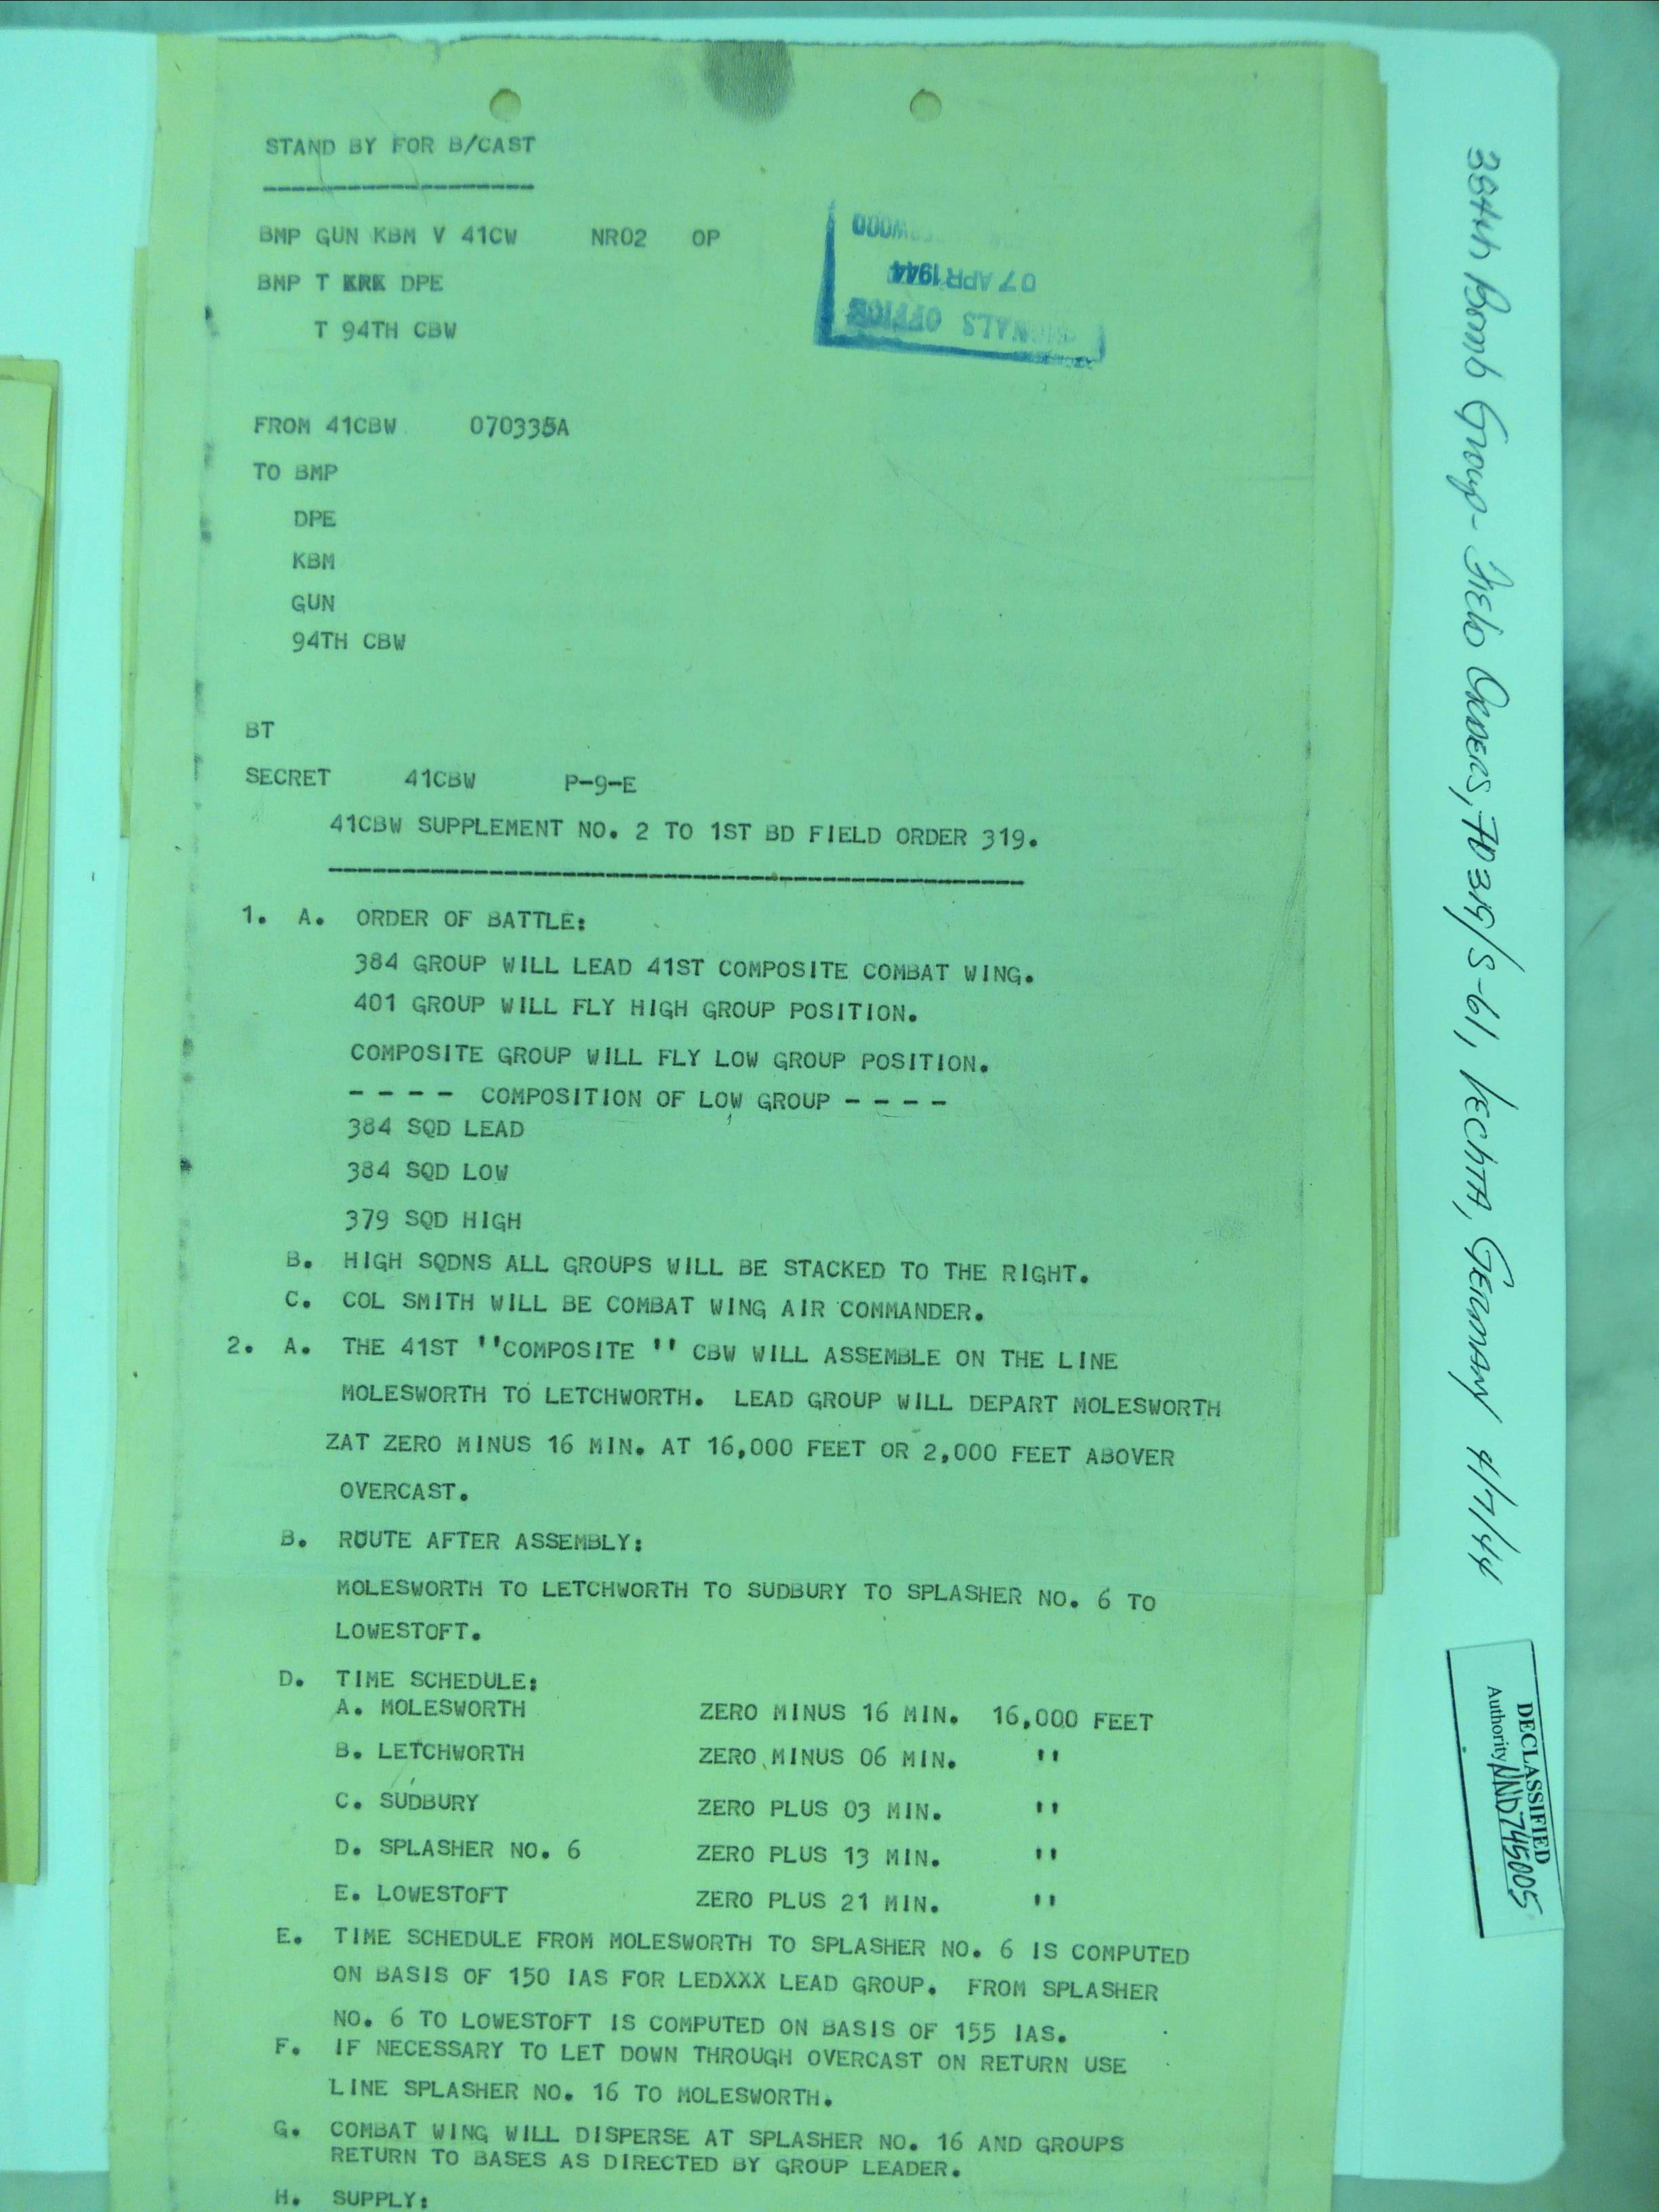 STAND BY FOR B/CAST
BMP GUN KBM V 41CW NR02 OP
BMP T KRK DPE
T 94TH CBW
07 APR 1944
OFFICE
FROM 41CBW 070335A
TO BMP
DPE
KBM
GUN
94TH CBW
BT
SECRET 41CBW P-9-E
41CBW SUPPLEMENT NO. 2 TO 1ST BD FIELD ORDER 319.
1. A. ORDER OF BATTLE:
384 GROUP WILL LEAD 41ST COMPOSITE COMBAT WING.
401 GROUP WILL FLY HIGH GROUP POSITION.
COMPOSITE GROUP WILL FLY LOW GROUP POSITION.
- - - - COMPOSITION OF LOW GROUP - - - -
384 SQD LEAD
384 SQD LOW
379 SQD HIGH
B. HIGH SQDNS ALL GROUPS WILL BE STACKED TO THE RIGHT.
C. COL SMITH WILL BE COMBAT WING AIR COMMANDER.
2. A. THE 41ST "COMPOSITE " CBW WILL ASSEMBLE ON THE LINE
MOLESWORTH TO LETCHWORTH. LEAD GROUP WILL DEPART MOLESWORTH
ZAT ZERO MINUS 16 MIN. AT 16,000 FEET OR 2,000 FEET ABOVER
OVERCAST.
B. ROUTE AFTER ASSEMBLY:
MOLESWORTH TO LETCHWORTH TO SUDBURY TO SPLASHER NO. 6 TO
LOWESTOFT.
D. TIME SCHEDULE:
A. MOLESWORTH ZERO MINUS 16 MIN. 16,000 FEET
B. LETCHWORTH ZERO MINUS 06 MIN. "
C. SUDBURY ZERO PLUS 03 MIN. "
D. SPLASHER NO. 6 ZERO PLUS 13 MIN. "
E. LOWESTOFT ZERO PLUS 21 MIN. "
E. TIME SCHEDULE FROM MOLESWORTH TO SPLASHER NO. 6 IS COMPUTED
ON BASIS OF 150 IAS FOR LEDXXX LEAD GROUP. FROM SPLASHER
NO. 6 TO LOWESTOFT IS COMPUTED ON BASIS OF 155 IAS.
F. IF NECESSARY TO LET DOWN THROUGH OVERCAST ON RETURN USE
LINE SPLASHER NO. 16 TO MOLESWORTH.
G. COMBAT WING WILL DISPERSE AT SPLASHER NO. 16 AND GROUPS
RETURN TO BASES AS DIRECTED BY GROUP LEADER.
H. SUPPLY:
384th Bomb Group - Field Orders, FO 319/S-61, Vechta, Germany 4/7/44
DECLASSIFIED
Authority NND745005